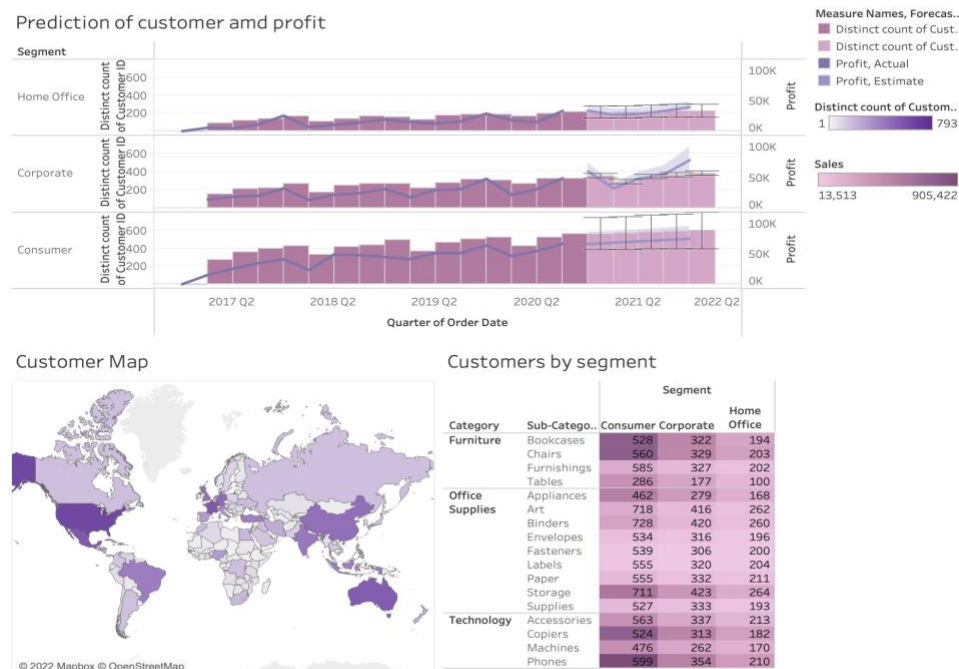 Prediction of customer amd profit
Segment
Home Office
Distinct count
of Customer ID
600
400
200
100K
50K
0K
Profit
Corporate
Distinct count
of Customer ID
600
400
200
100K
50K
0K
Profit
Consumer
Distinct count
of Customer ID
600
400
200
100K
50K
0K
Profit
2017 Q2 2018 Q2 2019 Q2 2020 Q2 2021 Q2 2022 Q2
Quarter of Order Date
Measure Names, Forecas..
Distinct count of Cust..
Distinct count of Cust..
Profit, Actual
Profit, Estimate
Distinct count of Custom..
1 793
Sales
13,513 905,422
Customer Map
© 2022 Mapbox © OpenStreetMap
Customers by segment
Segment
Category Sub-Catego.. Consumer Corporate Home Office
Furniture Bookcases 528 322 194
Chairs 560 329 203
Furnishings 585 327 202
Tables 286 177 100
Office Supplies Appliances 462 279 168
Art 718 416 262
Binders 728 420 260
Envelopes 534 316 196
Fasteners 539 306 200
Labels 555 320 204
Paper 555 332 211
Storage 711 423 264
Supplies 527 333 193
Technology Accessories 563 337 213
Copiers 524 313 182
Machines 476 262 170
Phones 599 354 210